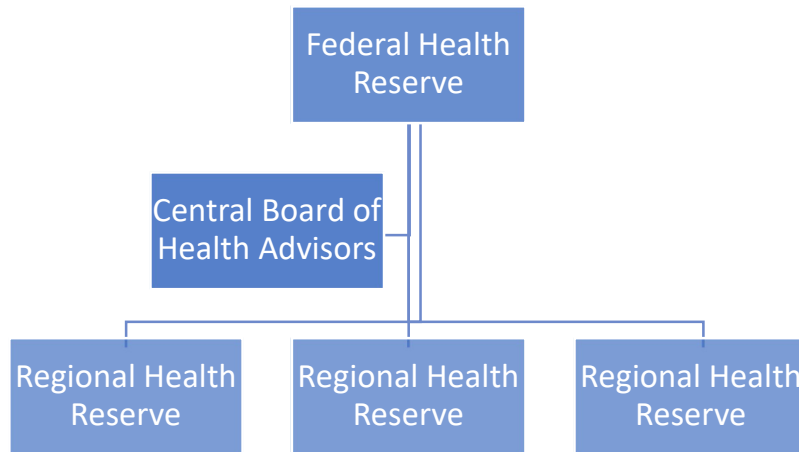 Federal Health
Reserve
Central Board of
Health Advisors
Regional Health
Reserve
Regional Health
Reserve
Regional Health
Reserve